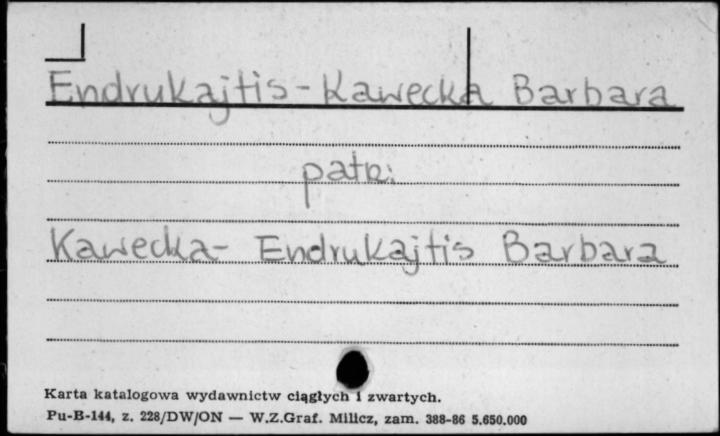 Endrukajtis-Kawecka Barbara
patrz:
Kawecka-Endrukajtis Barbara
Karta katalogowa wydawnictw ciągłych i zwartych.
Pu-B-144, z. 228/DW/ON — W.Z.Graf. Milicz, zam. 388-86 5.650.000